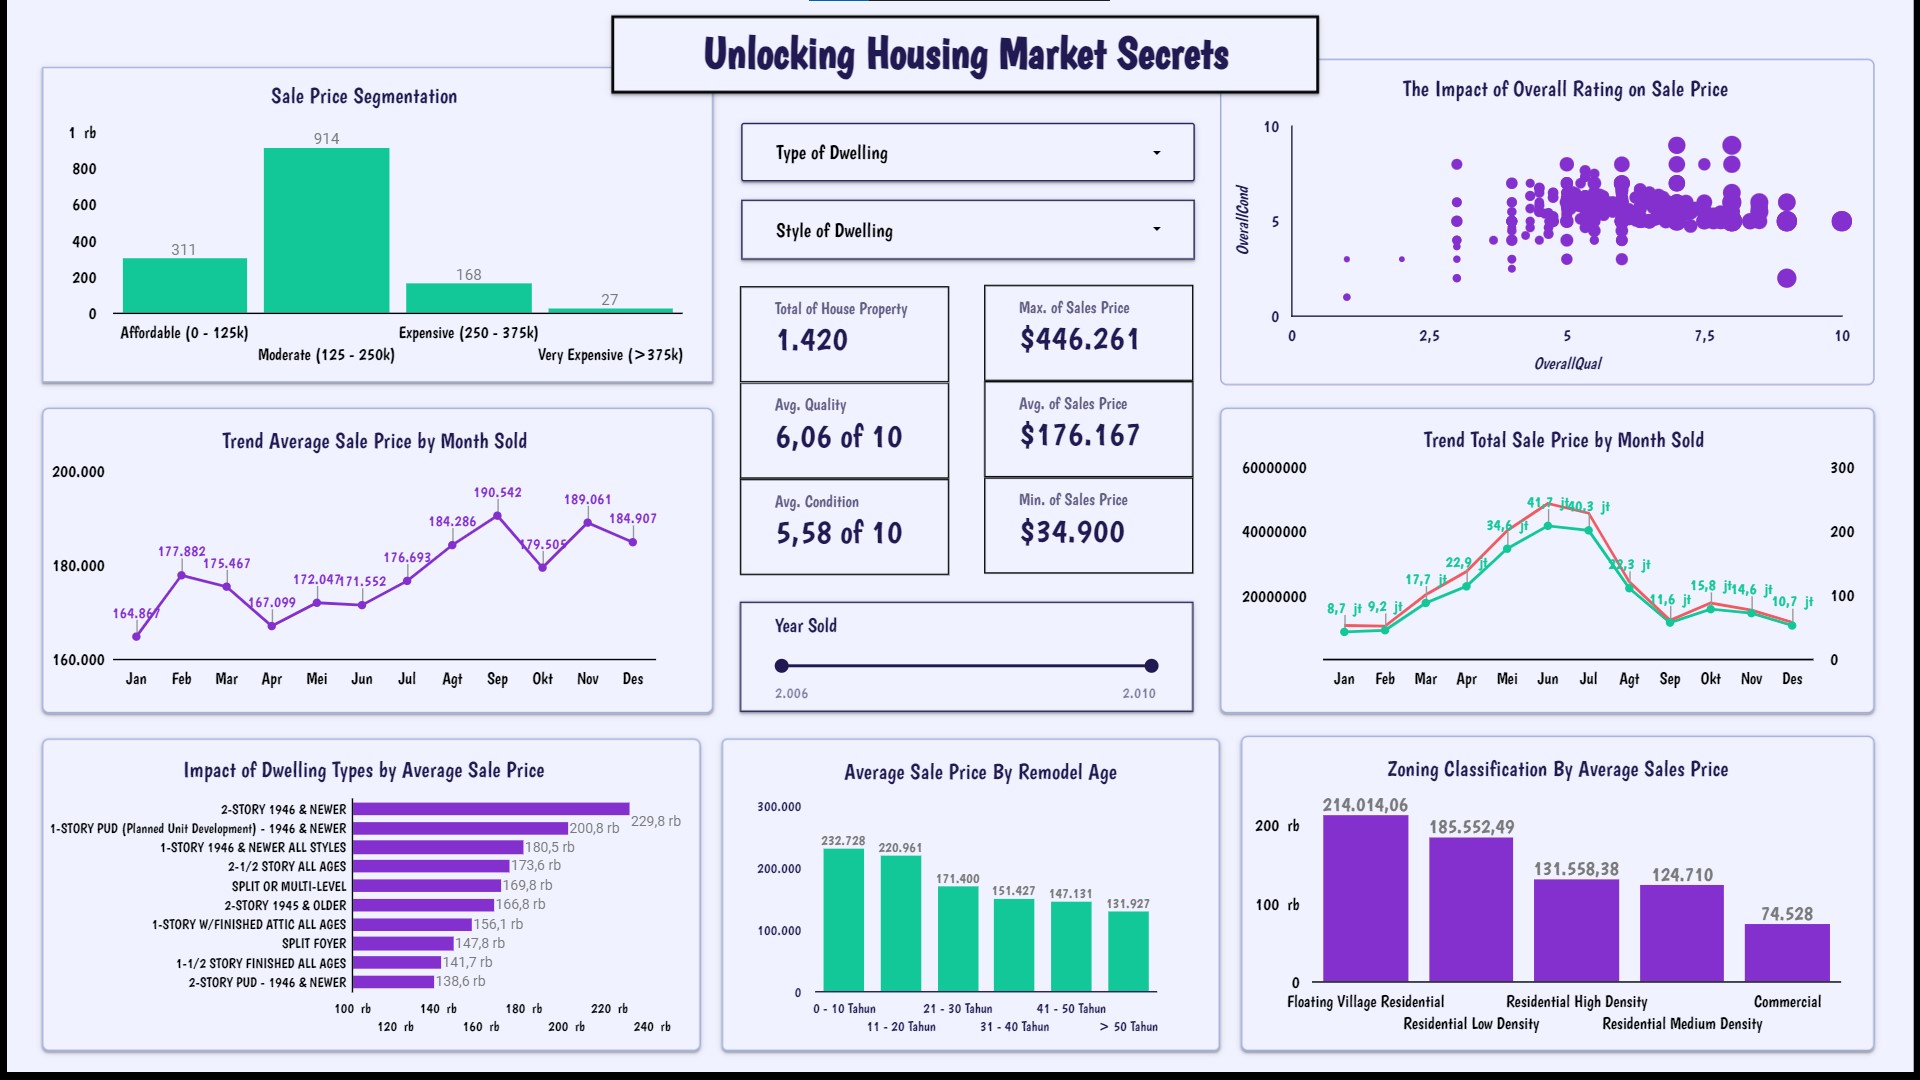 Unlocking Housing Market Secrets
Sale Price Segmentation
1 rb
800
600
400
200
0
311
914
168
27
Affordable (0 - 125k)
Moderate (125 - 250k)
Expensive (250 - 375k)
Very Expensive (>375k)
Type of Dwelling
Style of Dwelling
Total of House Property
1.420
Max. of Sales Price
$446.261
Avg. Quality
6,06 of 10
Avg. of Sales Price
$176.167
Avg. Condition
5,58 of 10
Min. of Sales Price
$34.900
Year Sold
2.006
2.010
The Impact of Overall Rating on Sale Price
OverallCond
10
5
0
0
2,5
5
7,5
10
OverallQual
Trend Average Sale Price by Month Sold
200.000
180.000
160.000
164.867
177.882
175.467
167.099
172.047
171.552
176.693
184.286
190.542
179.505
189.061
184.907
Jan
Feb
Mar
Apr
Mei
Jun
Jul
Agt
Sep
Okt
Nov
Des
Trend Total Sale Price by Month Sold
60000000
40000000
20000000
300
200
100
0
8,7 jt
9,2 jt
17,7 jt
22,9 jt
34,6 jt
41,7 jt
40,3 jt
22,3 jt
11,6 jt
15,8 jt
14,6 jt
10,7 jt
Jan
Feb
Mar
Apr
Mei
Jun
Jul
Agt
Sep
Okt
Nov
Des
Impact of Dwelling Types by Average Sale Price
2-STORY 1946 & NEWER
229,8 rb
1-STORY PUD (Planned Unit Development) - 1946 & NEWER
200,8 rb
1-STORY 1946 & NEWER ALL STYLES
180,5 rb
2-1/2 STORY ALL AGES
173,6 rb
SPLIT OR MULTI-LEVEL
169,8 rb
2-STORY 1945 & OLDER
166,8 rb
1-STORY W/FINISHED ATTIC ALL AGES
156,1 rb
SPLIT FOYER
147,8 rb
1-1/2 STORY FINISHED ALL AGES
141,7 rb
2-STORY PUD - 1946 & NEWER
138,6 rb
100 rb
120 rb
140 rb
160 rb
180 rb
200 rb
220 rb
240 rb
Average Sale Price By Remodel Age
300.000
200.000
100.000
0
232.728
220.961
171.400
151.427
147.131
131.927
0 - 10 Tahun
11 - 20 Tahun
21 - 30 Tahun
31 - 40 Tahun
41 - 50 Tahun
> 50 Tahun
Zoning Classification By Average Sales Price
200 rb
100 rb
0
214.014,06
185.552,49
131.558,38
124.710
74.528
Floating Village Residential
Residential Low Density
Residential High Density
Residential Medium Density
Commercial